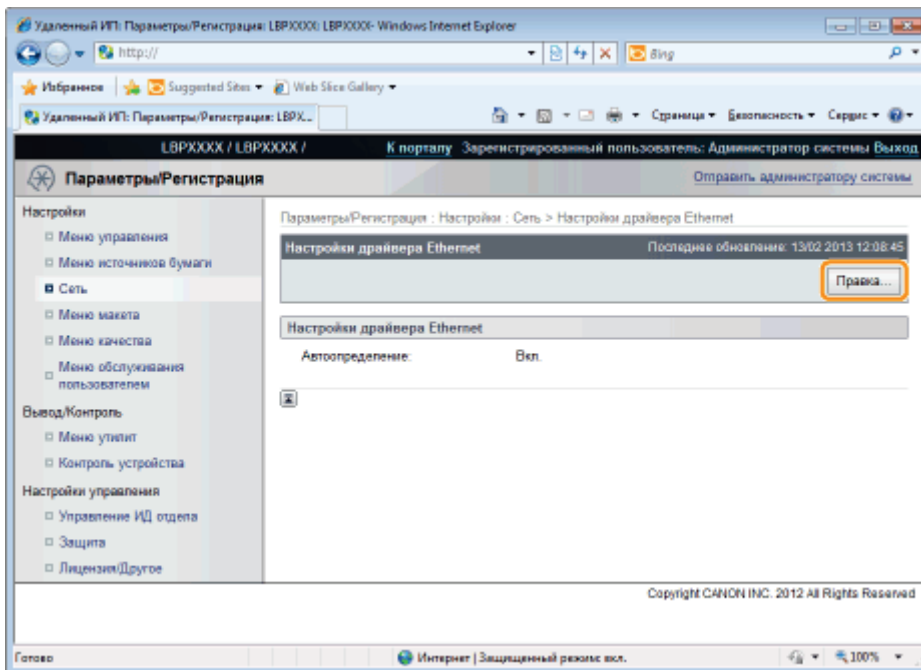 Удаленный ИП: Параметры/Регистрация: LBPXXXX: LBPXXXX- Windows Internet Explorer
http://
Bing
Избранное Suggested Sites Web Slice Gallery
Удаленный ИП: Параметры/Регистрация: LBPX... Страница Безопасность Сервис
LBPXXXX / LBPXXXX / К порталу Зарегистрированный пользователь: Администратор системы Выход
Параметры/Регистрация Отправить администратору системы
Настройки
Меню управления
Меню источников бумаги
Сеть
Меню макета
Меню качества
Меню обслуживания
пользователем
Вывод/Контроль
Меню утилит
Контроль устройства
Настройки управления
Управление ИД отдела
Защита
Лицензия/Другое
Параметры/Регистрация : Настройки : Сеть > Настройки драйвера Ethernet
Настройки драйвера Ethernet Последнее обновление: 13/02 2013 12:08:45
Правка...
Настройки драйвера Ethernet
Автоопределение: Вкл.
Copyright CANON INC. 2012 All Rights Reserved
Готово Интернет | Защищенный режим: вкл. 100%